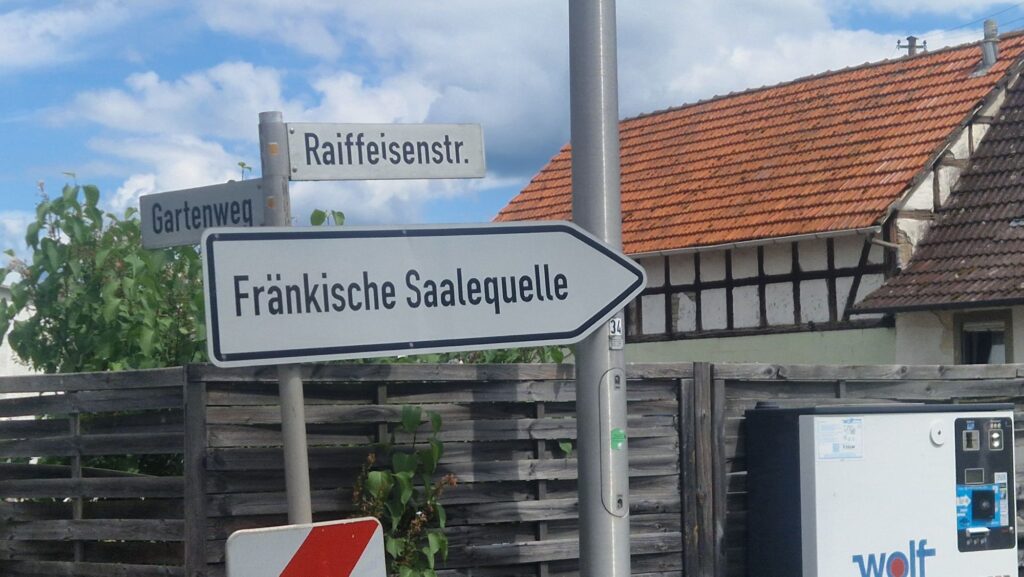 Raiffeisenstr.
Gartenweg
Fränkische Saalequelle
34
wolf